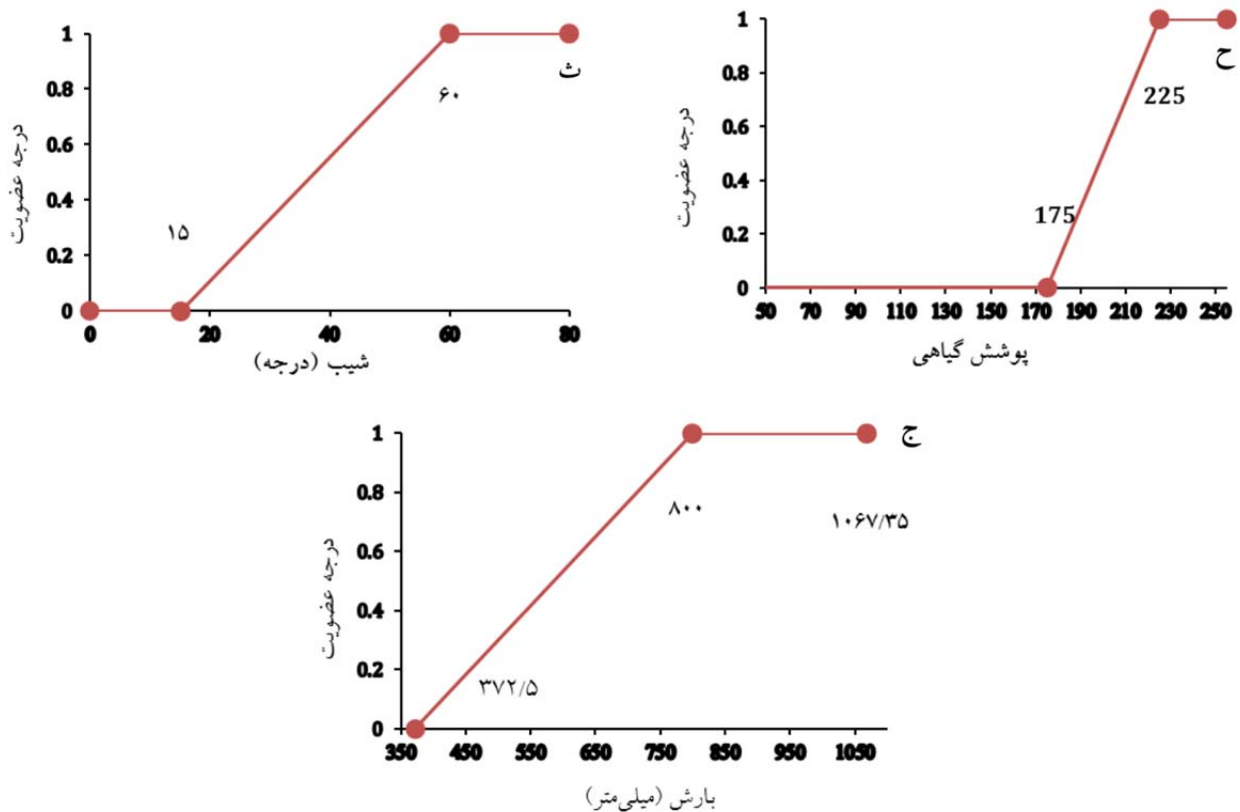 1
0.8
0.6
0.4
0.2
0
درجه عضویت
ث
۶۰
۱۵
0 20 40 60 80
شیب (درجه)
1
0.8
0.6
0.4
0.2
0
درجه عضویت
ح
225
175
50 70 90 110 130 150 170 190 210 230 250
پوشش گیاهی
1
0.8
0.6
0.4
0.2
0
درجه عضویت
ج
۸۰۰
۱۰۶۷/۳۵
۳۷۲/۵
350 450 550 650 750 850 950 1050
بارش (میلی‌متر)